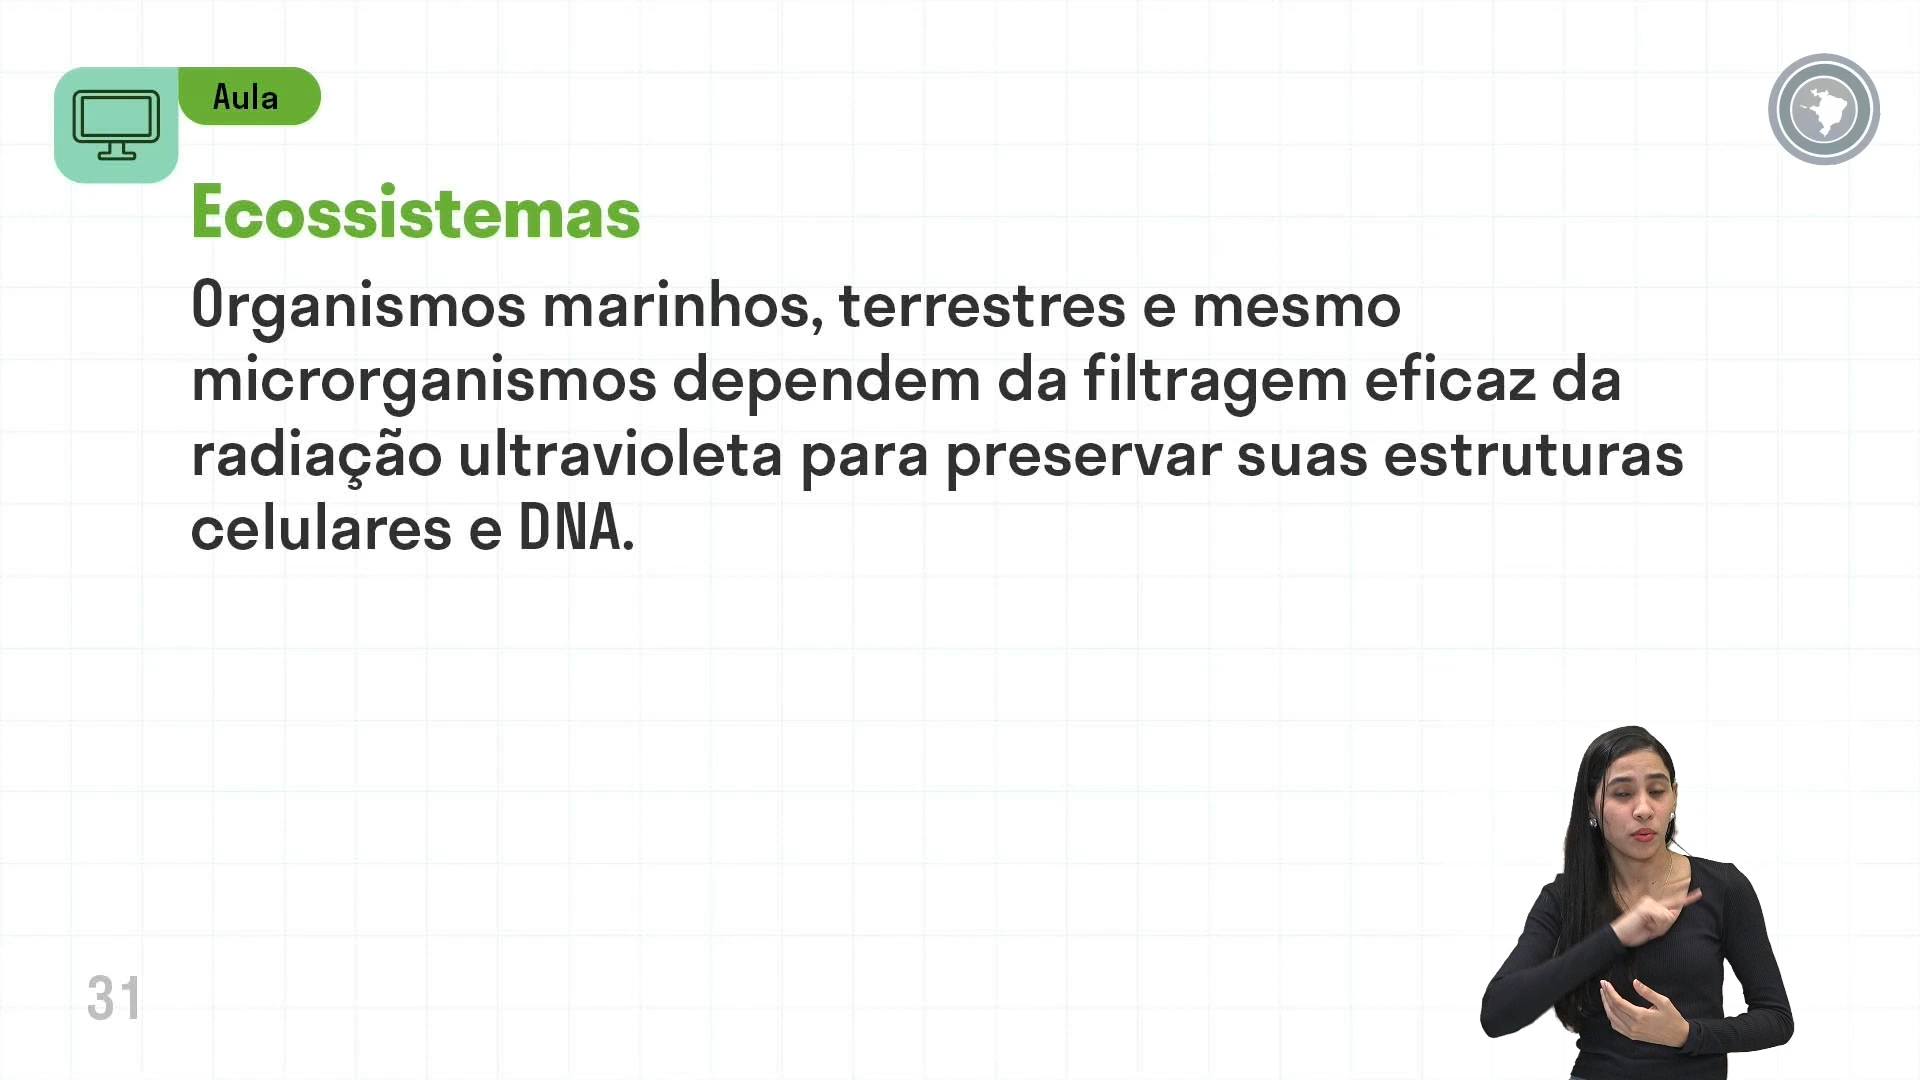 Aula
Ecossistemas
Organismos marinhos, terrestres e mesmo
microrganismos dependem da filtragem eficaz da
radiação ultravioleta para preservar suas estruturas
celulares e DNA.
31